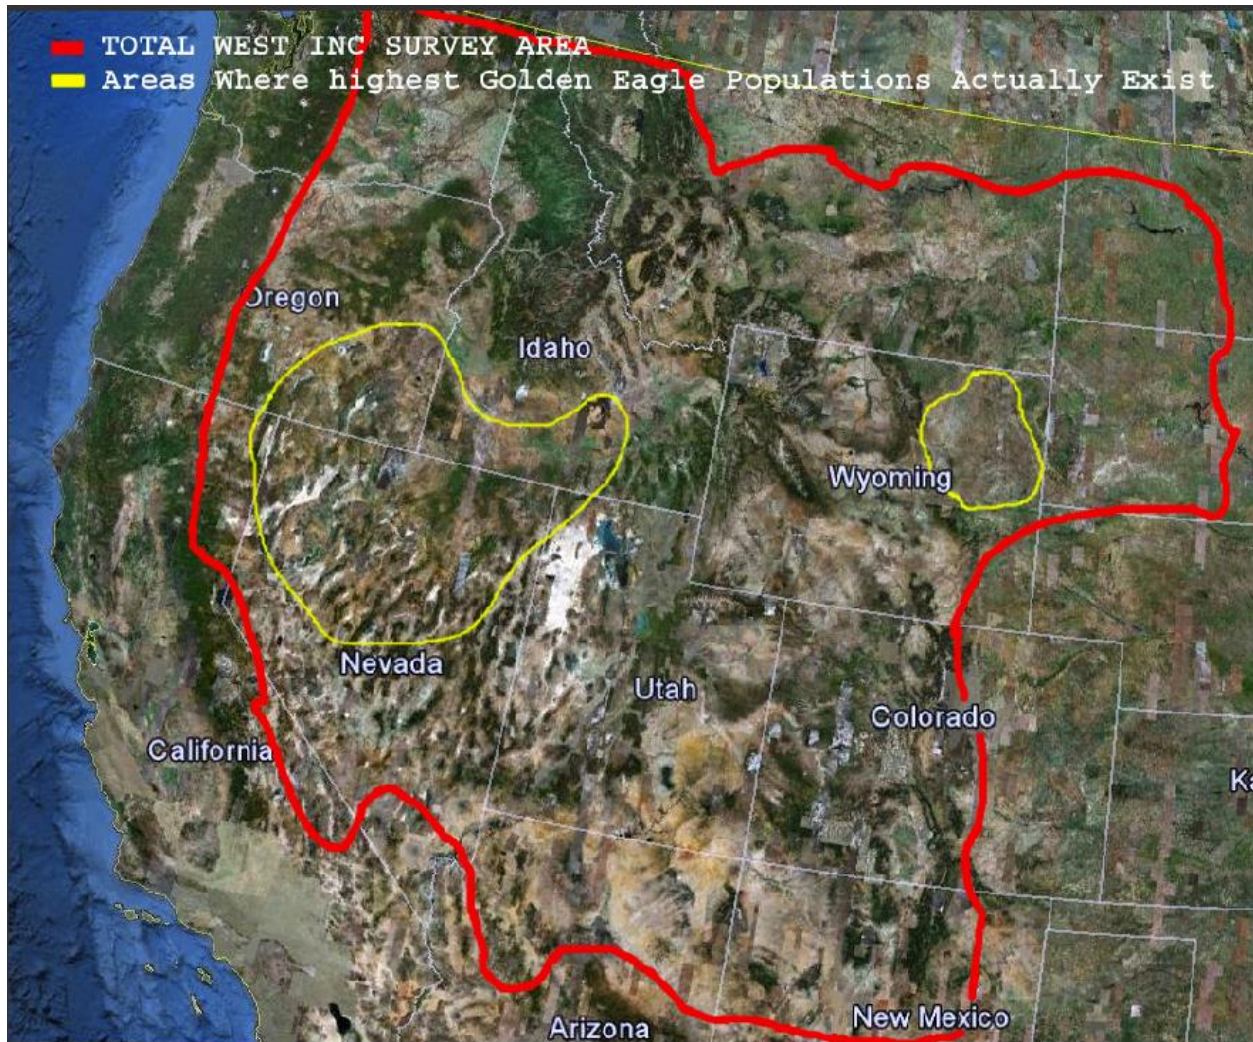 TOTAL WEST INC SURVEY AREA
Areas Where highest Golden Eagle Populations Actually Exist
Oregon
Idaho
Wyoming
Nevada
Utah
Colorado
California
Ka
New Mexico
Arizona